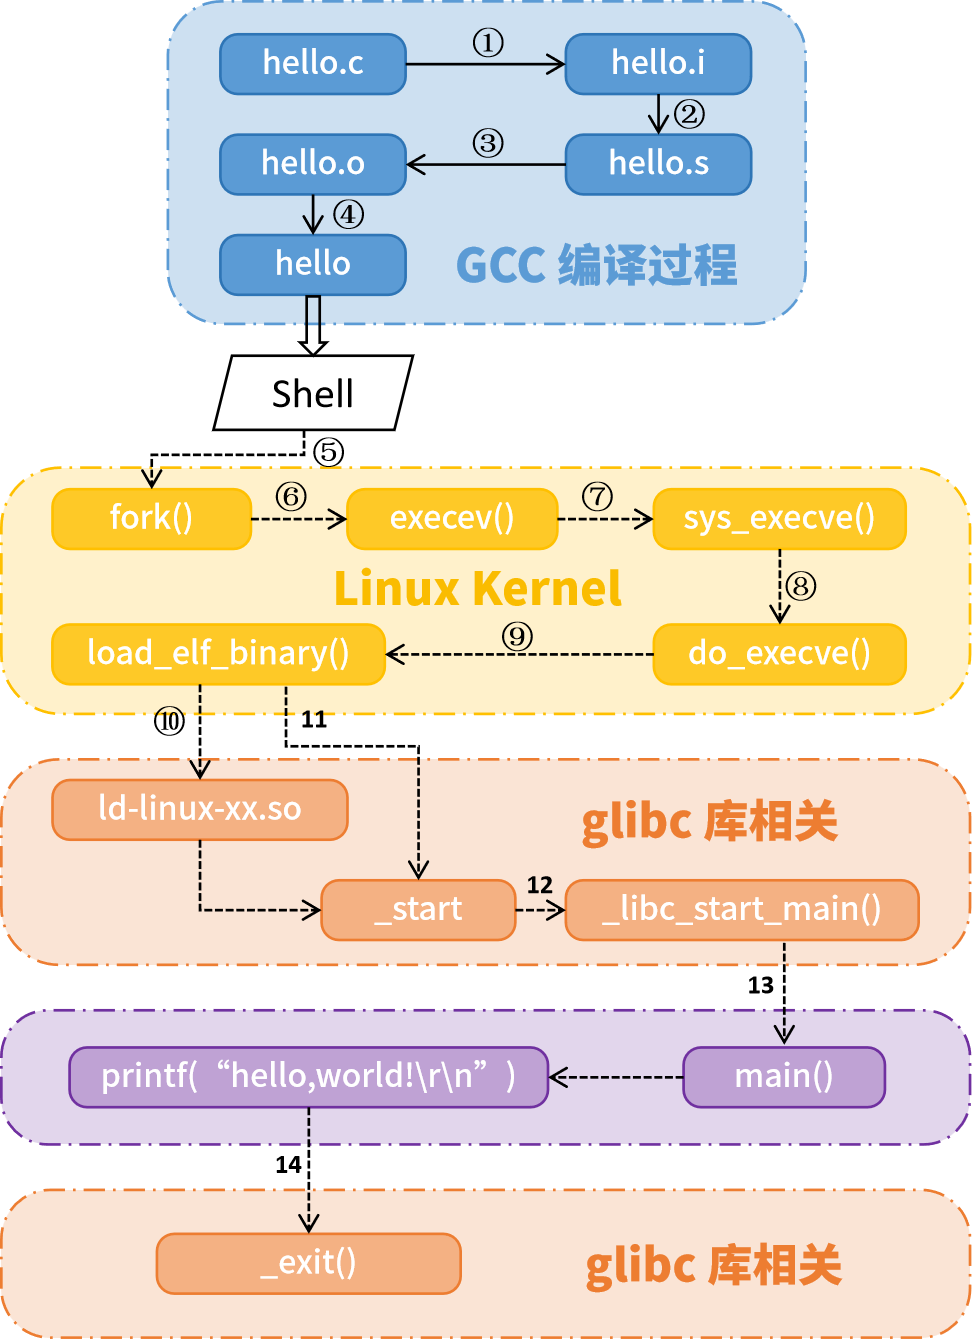 hello.c
①
hello.i
②
hello.s
③
hello.o
④
hello
GCC 编译过程
Shell
⑤
fork()
⑥
execev()
⑦
sys_execve()
⑧
Linux Kernel
do_execve()
⑨
load_elf_binary()
⑩
11
ld-linux-xx.so
glibc 库相关
_start
12
_libc_start_main()
13
main()
printf(“hello,world!\r\n”)
14
_exit()
glibc 库相关